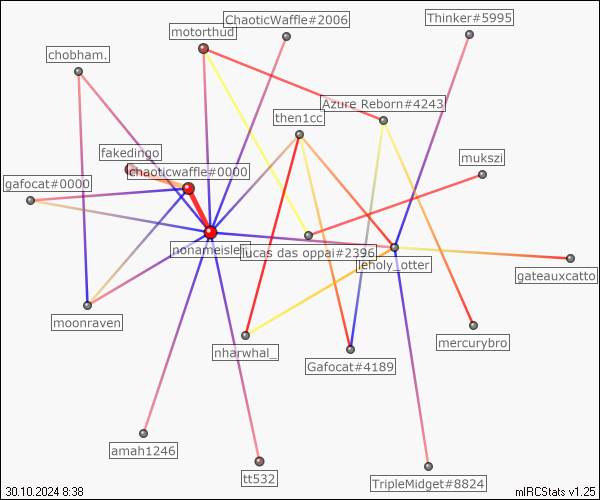 ChaoticWaffle#2006
Thinker#5995
motorthud
chobham.
Azure Reborn#4243
then1cc
fakedingo
mukszi
chaoticwaffle#0000
gafocat#0000
lucas das oppai#2396
leholy_otter
gateauxcatto
moonraven
mercurybro
nharwhal_
Gafocat#4189
amah1246
tt532
TripleMidget#8824
30.10.2024 8:38
mIRCStats v1.25